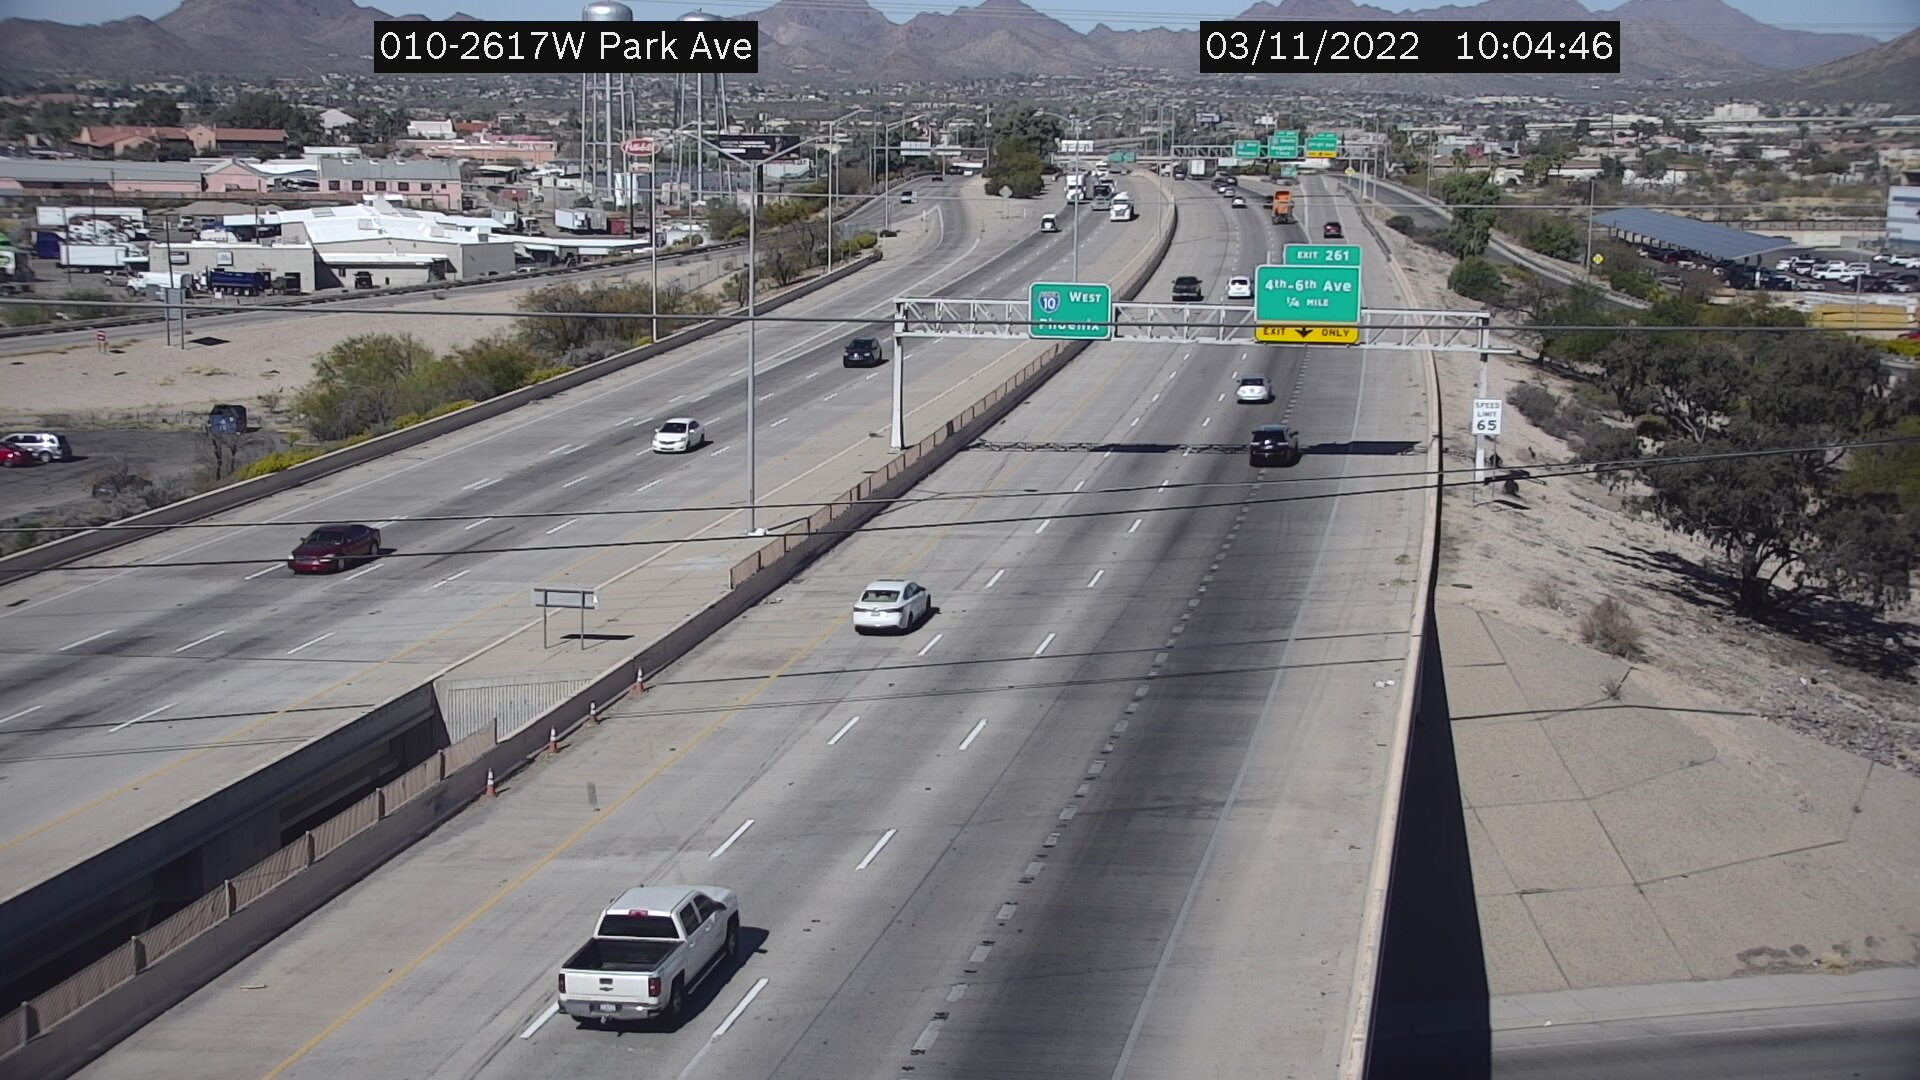 010-2617W Park Ave
03/11/2022 10:04:46
EXIT 261
10 WEST
Phoenix
4th-6th Ave
1/4 MILE
EXIT ONLY
SPEED
LIMIT
65